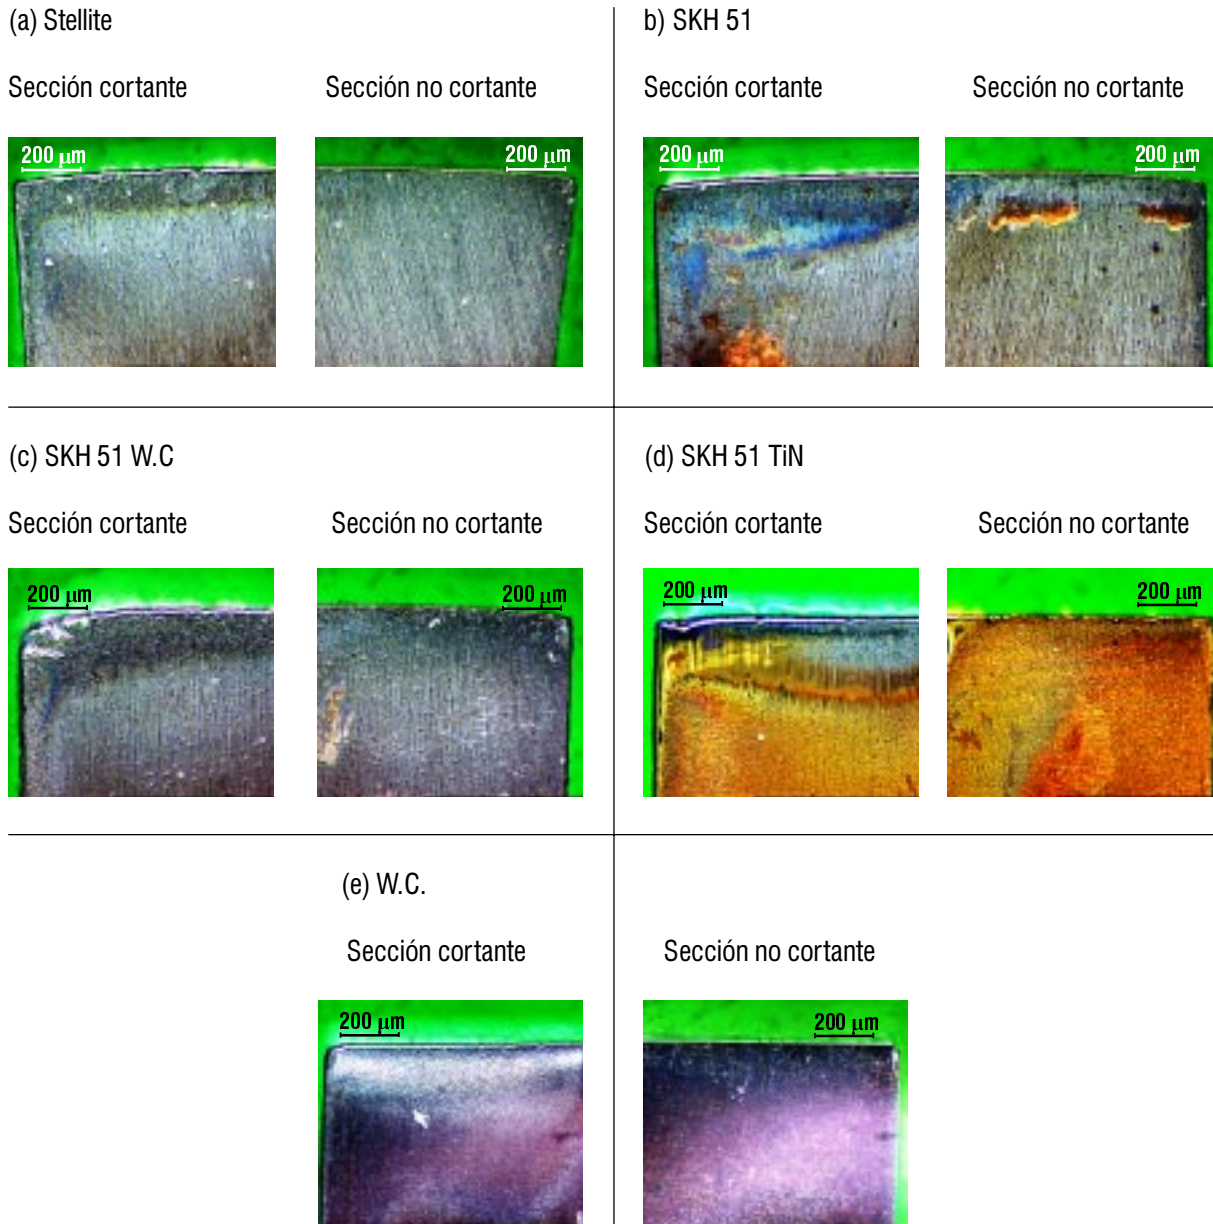 (a) Stellite
b) SKH 51
Sección cortante
Sección no cortante
Sección cortante
Sección no cortante
200 µm
200 µm
200 µm
200 µm
(c) SKH 51 W.C
(d) SKH 51 TiN
Sección cortante
Sección no cortante
Sección cortante
Sección no cortante
200 µm
200 µm
200 µm
200 µm
(e) W.C.
Sección cortante
Sección no cortante
200 µm
200 µm